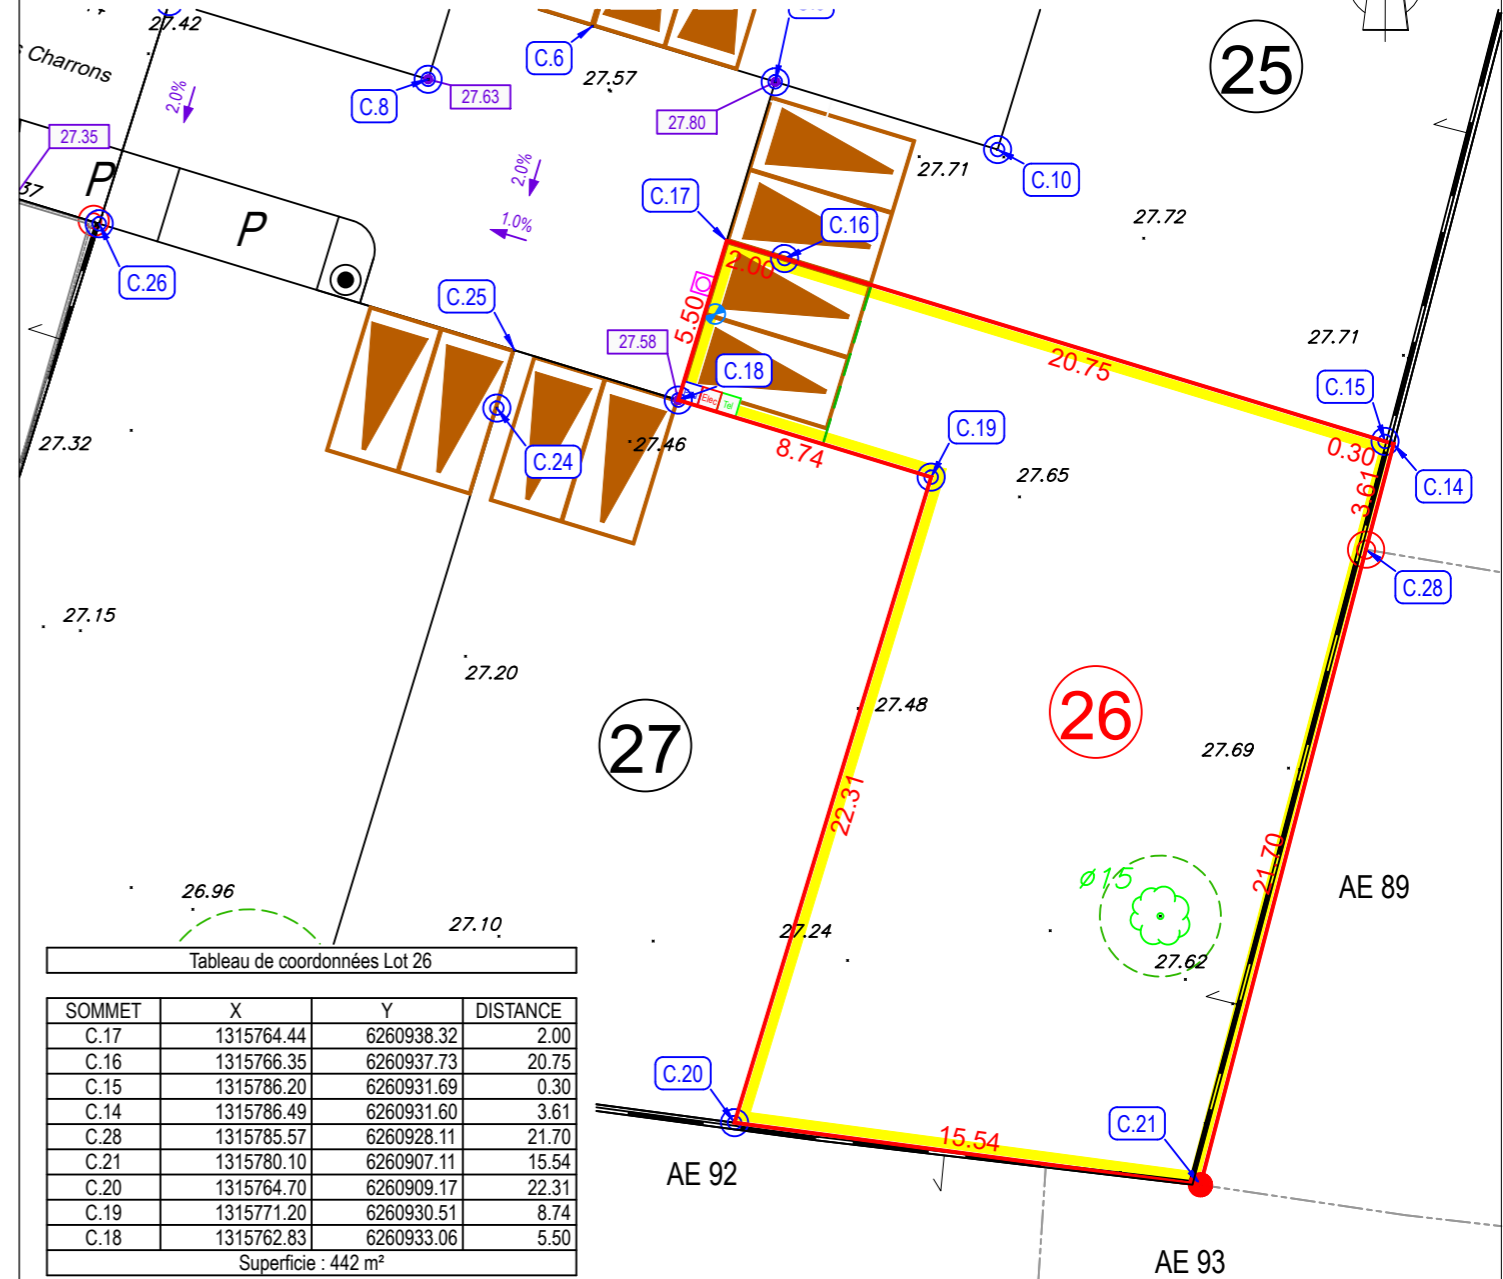 27.42
Charrons
2.0%
C.8
27.63
C.6
27.57
27.80
25
27.35
P
P
37
2.0%
1.0%
C.17
C.16
27.71
C.10
27.72
C.26
C.25
2.00
5.50
27.58
C.18
Elec
Tel
20.75
27.71
C.15
0.30
C.14
3.61
C.28
27.32
C.24
27.46
8.74
C.19
27.65
27.15
27.20
27
27.48
26
27.69
22.31
21.70
ø15
AE 89
26.96
27.10
27.24
27.62
C.20
C.21
15.54
AE 92
AE 93
Tableau de coordonnées Lot 26
SOMMET X Y DISTANCE
C.17 1315764.44 6260938.32 2.00
C.16 1315766.35 6260937.73 20.75
C.15 1315786.20 6260931.69 0.30
C.14 1315786.49 6260931.60 3.61
C.28 1315785.57 6260928.11 21.70
C.21 1315780.10 6260907.11 15.54
C.20 1315764.70 6260909.17 22.31
C.19 1315771.20 6260930.51 8.74
C.18 1315762.83 6260933.06 5.50
Superficie : 442 m²